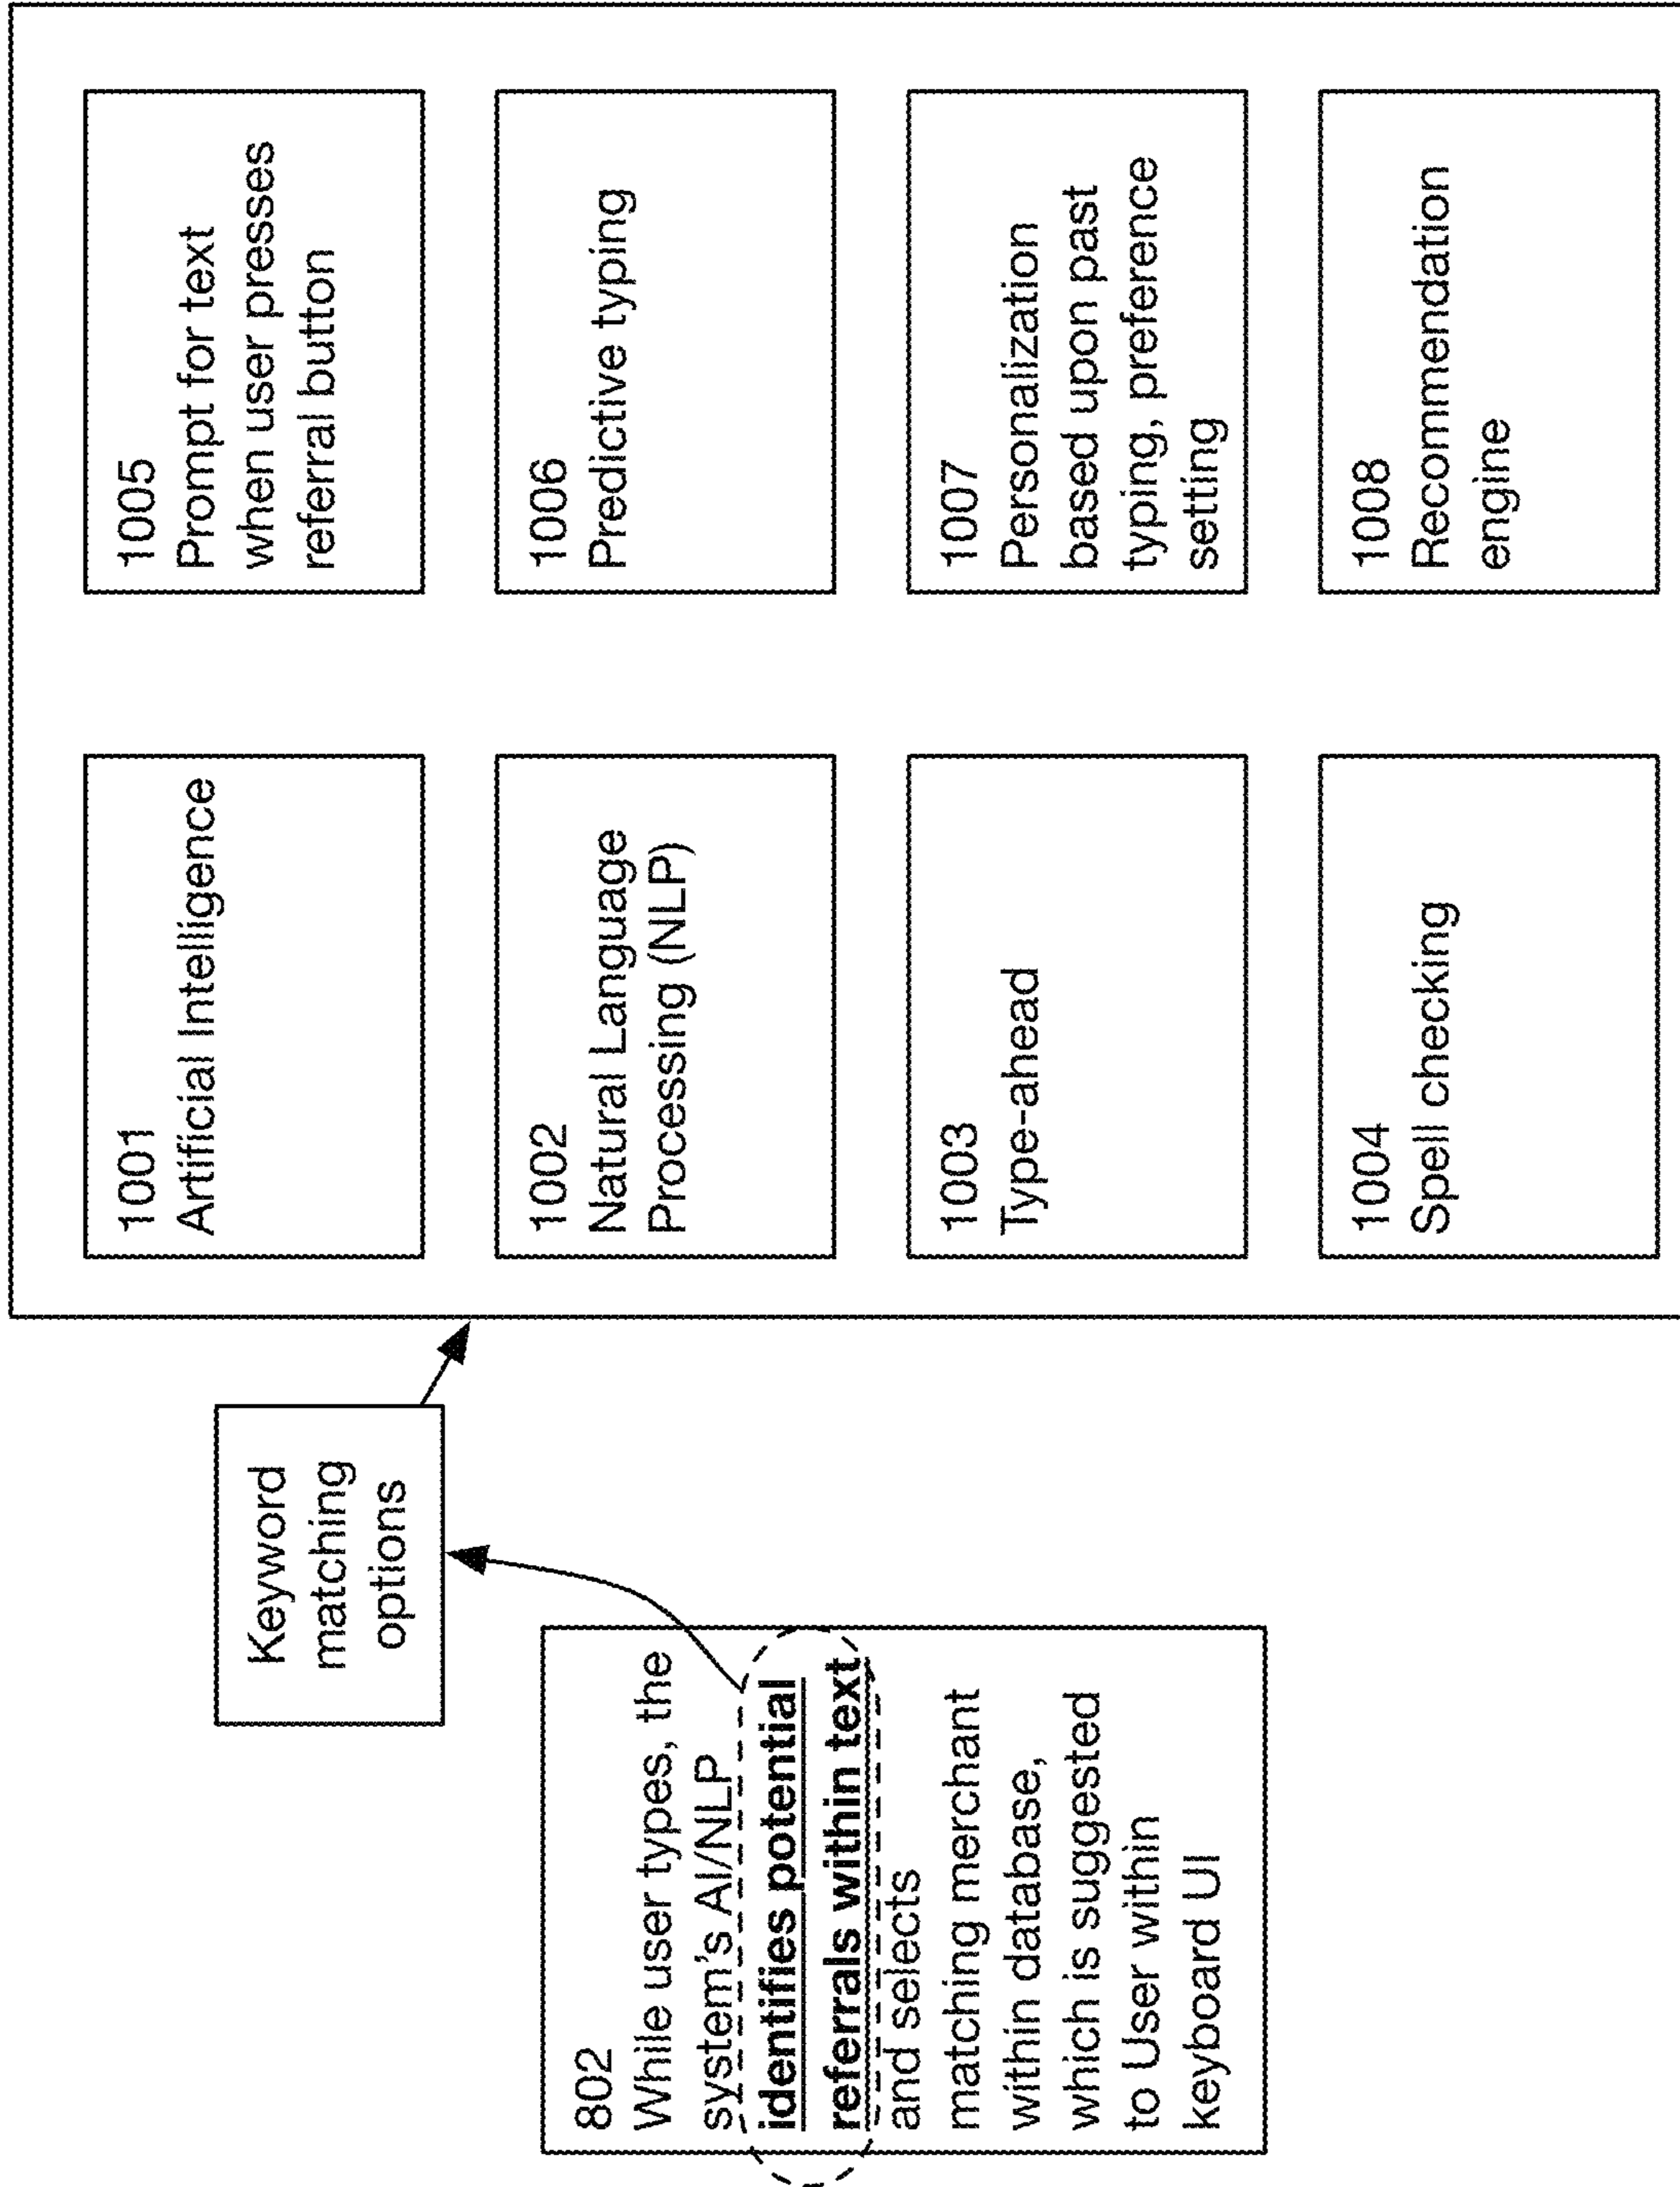 802
While user types, the
system's AI/NLP
identifies potential
referrals within text
and selects
matching merchant
within database,
which is suggested
to User within
keyboard UI
Keyword
matching
options
1001
Artificial Intelligence
1002
Natural Language
Processing (NLP)
1003
Type-ahead
1004
Spell checking
1005
Prompt for text
when user presses
referral button
1006
Predictive typing
1007
Personalization
based upon past
typing, preference
setting
1008
Recommendation
engine